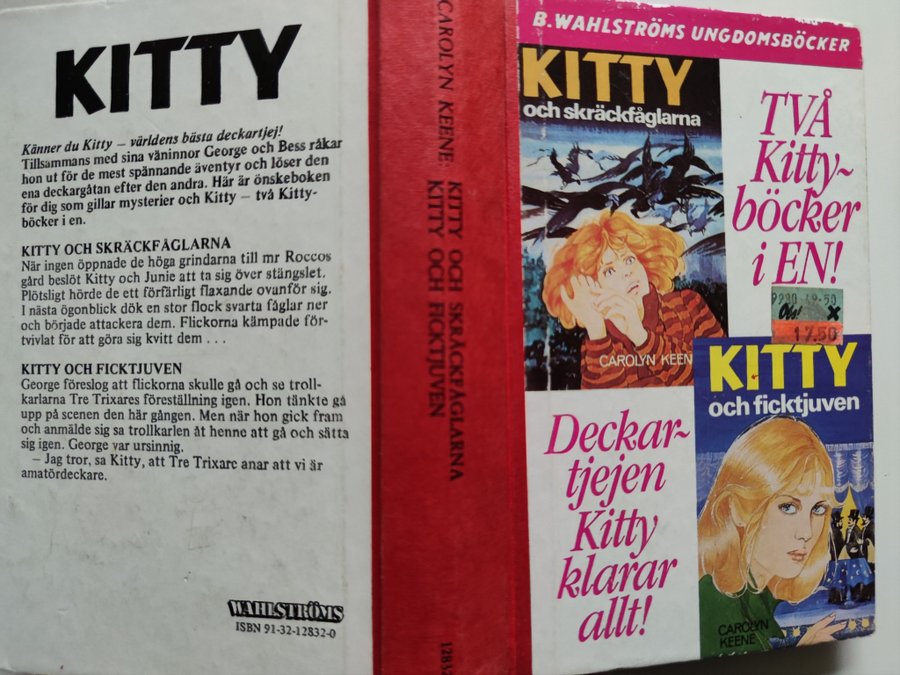 KITTY
Känner du Kitty – världens bästa deckartjej!
Tillsammans med sina väninnor George och Bess råkar
hon ut för de mest spännande äventyr och löser den
ena deckargåtan efter den andra. Här är önskeboken
för dig som gillar mysterier och Kitty – två Kitty-
böcker i en.
KITTY OCH SKRÄCKFÅGLARNA
När ingen öppnade de höga grindarna till mr Roccos
gård beslöt Kitty och Junie att ta sig över stängslet.
Plötsligt hörde de ett förfärligt flaxande ovanför sig.
I nästa ögonblick dök en stor flock svarta fåglar ner
och började attackera dem. Flickorna kämpade för-
tvivlat för att göra sig kvitt dem . . .
KITTY OCH FICKTJUVEN
George föreslog att flickorna skulle gå och se troll-
karlarna Tre Trixares föreställning igen. Hon tänkte gå
upp på scenen den här gången. Men när hon gick fram
och anmälde sig sa trollkarlen åt henne att gå och sätta
sig igen. George var ursinnig.
– Jag tror, sa Kitty, att Tre Trixare anar att vi är
amatördeckare.
WAHLSTRÖMS
ISBN 91-32-12832-0
CAROLYN KEENE:
KITTY OCH SKRÄCKFÅGLARNA
KITTY OCH FICKTJUVEN
12832
B.WAHLSTRÖMS UNGDOMSBÖCKER
KITTY
och skräckfåglarna
CAROLYN KEEN
TVÅ
Kitty-
böcker
i EN!
17.50
Deckar-
tjejen
Kitty
klarar
allt!
KITTY
och ficktjuven
CAROLYN
KEENE